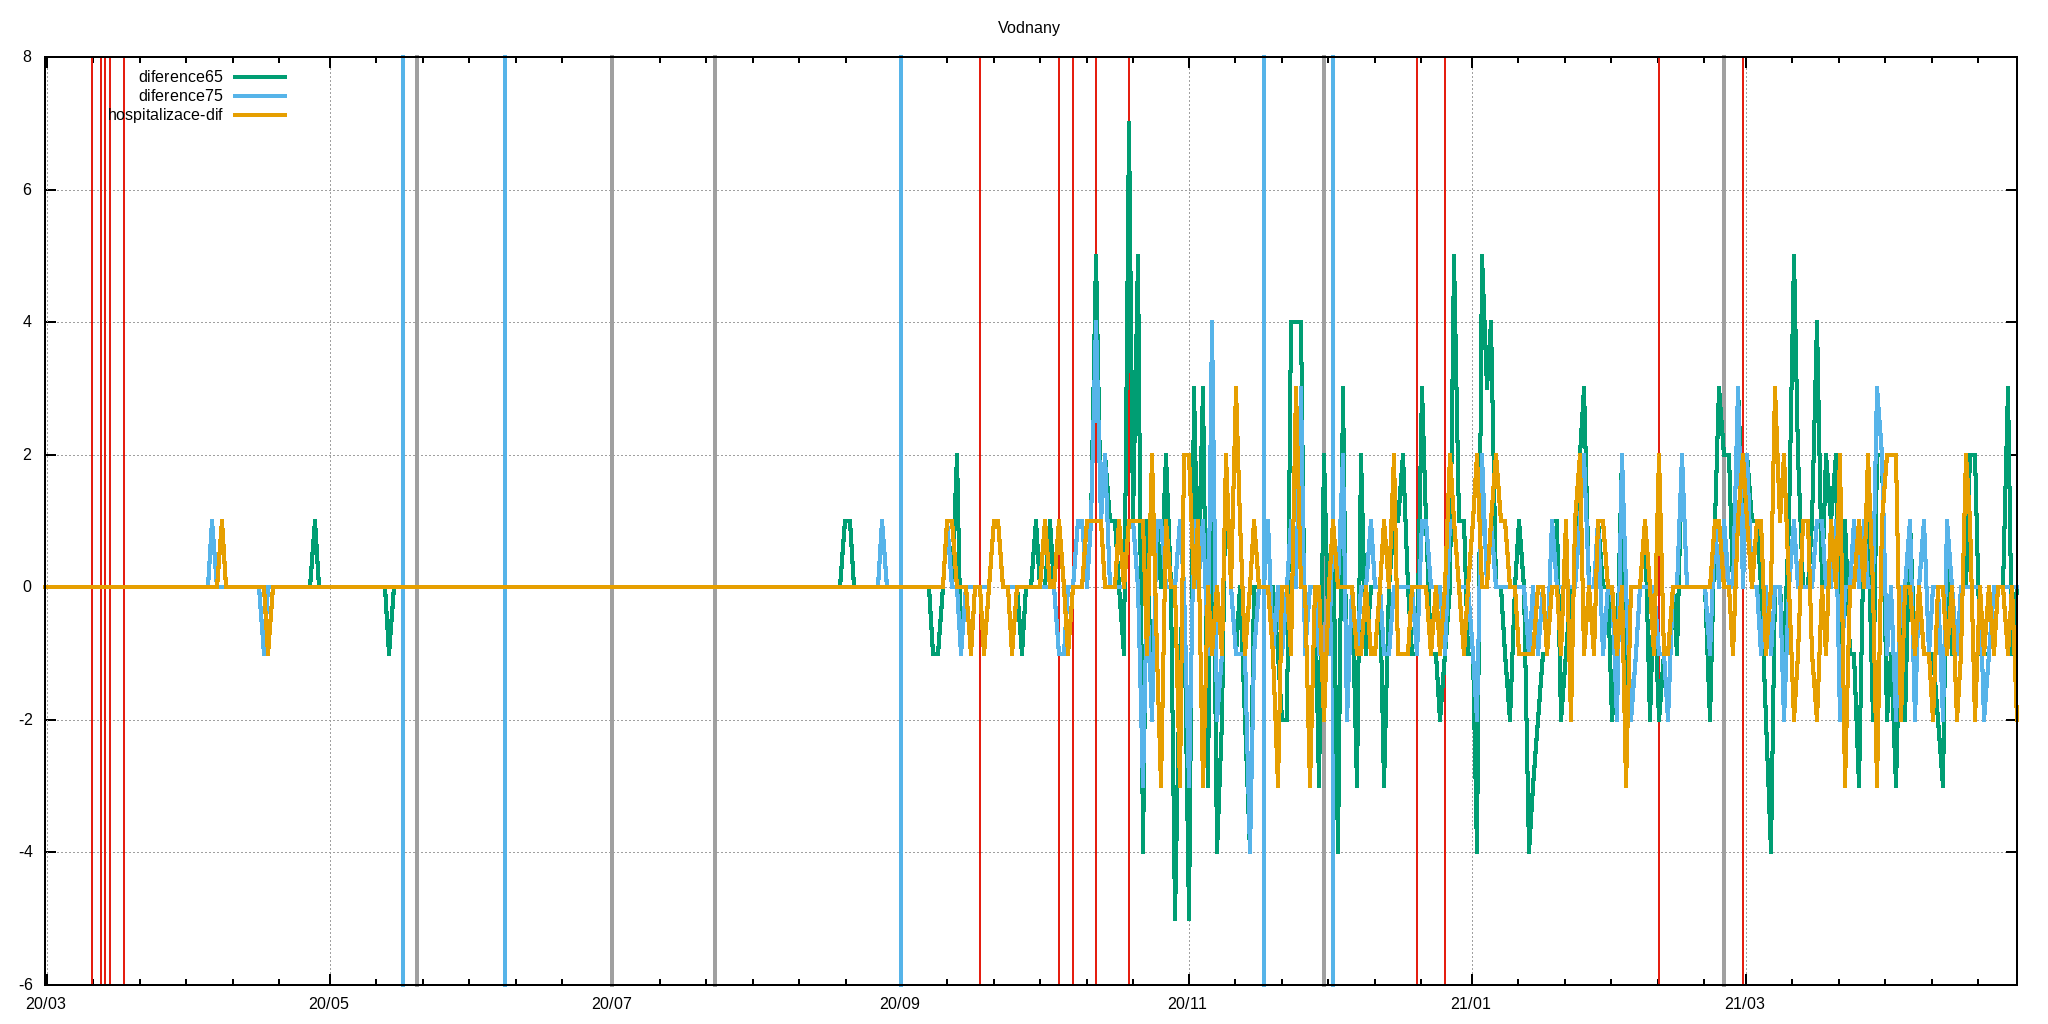 Vodnany
8
diference65
diference75
hospitalizace-dif
6
4
2
0
-2
-4
-6
20/03 20/05 20/07 20/09 20/11 21/01 21/03